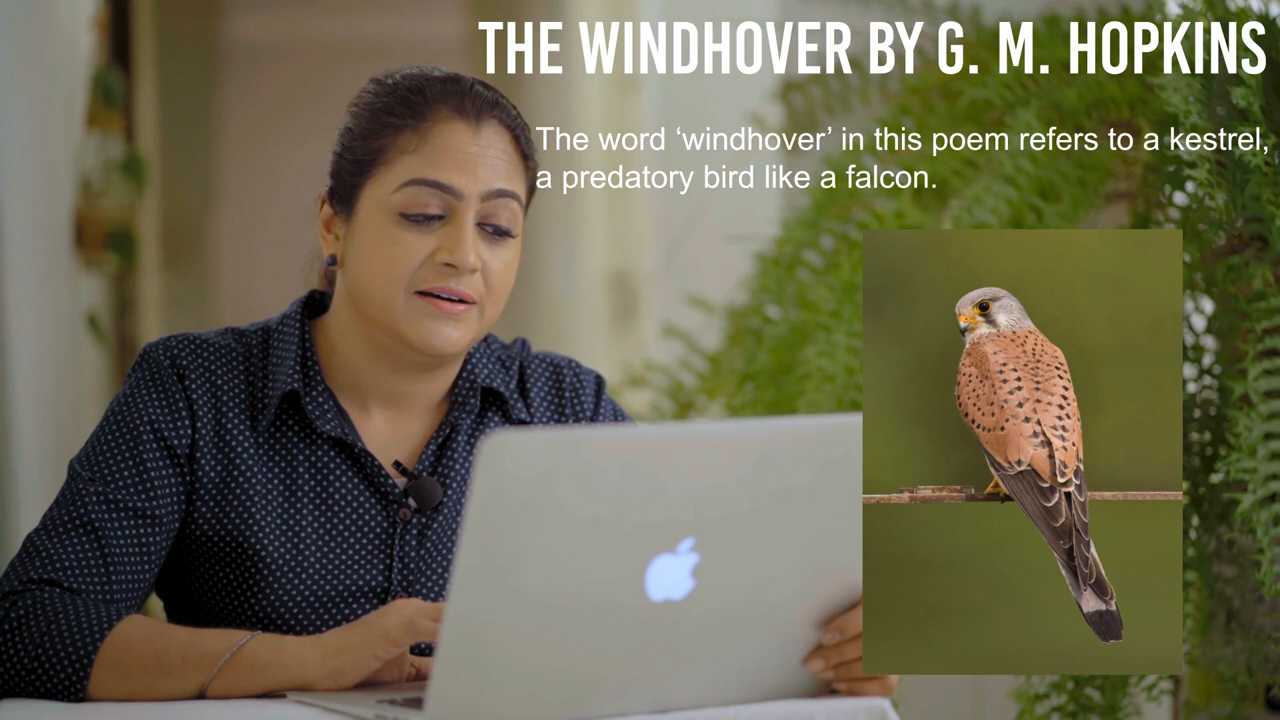 THE WINDHOVER BY G. M. HOPKINS
The word ‘windhover’ in this poem refers to a kestrel,
a predatory bird like a falcon.